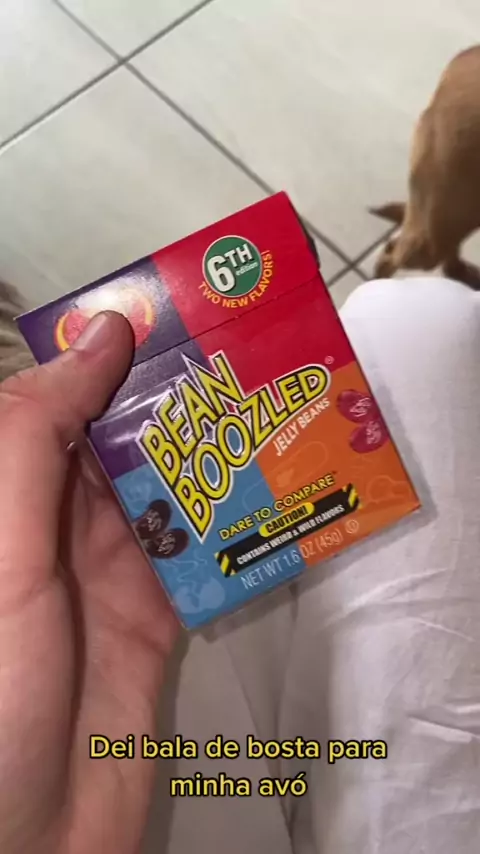 6TH
edition
TWO NEW FLAVORS!
BEAN
BOOZLED
JELLY BEANS
DARE TO COMPARE
CAUTION!
CONTAINS WEIRD & WILD FLAVORS
NET WT 1.6 OZ (45g)
Dei bala de bosta para
minha avó